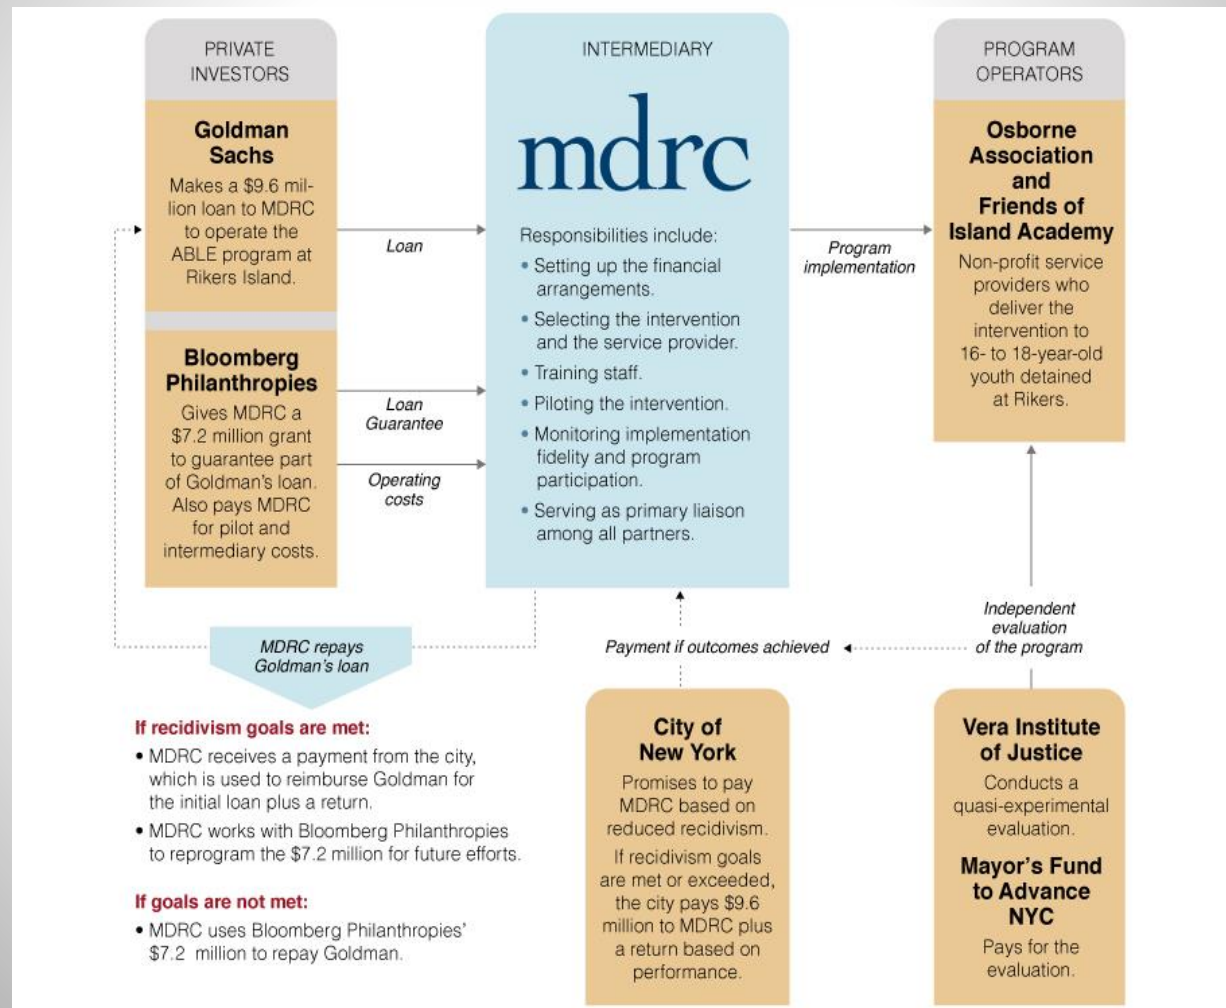 PRIVATE
INVESTORS
Goldman
Sachs
Makes a $9.6 mil-
lion loan to MDRC
to operate the
ABLE program at
Rikers Island.
Bloomberg
Philanthropies
Gives MDRC a
$7.2 million grant
to guarantee part
of Goldman's loan.
Also pays MDRC
for pilot and
intermediary costs.
Loan
Loan
Guarantee
Operating
costs
INTERMEDIARY
mdrc
Responsibilities include:
• Setting up the financial
arrangements.
• Selecting the intervention
and the service provider.
• Training staff.
• Piloting the intervention.
• Monitoring implementation
fidelity and program
participation.
• Serving as primary liaison
among all partners.
Program
implementation
PROGRAM
OPERATORS
Osborne
Association
and
Friends of
Island Academy
Non-profit service
providers who
deliver the
intervention to
16- to 18-year-old
youth detained
at Rikers.
MDRC repays
Goldman's loan
Payment if outcomes achieved
Independent
evaluation
of the program
If recidivism goals are met:
• MDRC receives a payment from the city,
which is used to reimburse Goldman for
the initial loan plus a return.
• MDRC works with Bloomberg Philanthropies
to reprogram the $7.2 million for future efforts.
If goals are not met:
• MDRC uses Bloomberg Philanthropies'
$7.2 million to repay Goldman.
City of
New York
Promises to pay
MDRC based on
reduced recidivism.
If recidivism goals
are met or exceeded,
the city pays $9.6
million to MDRC plus
a return based on
performance.
Vera Institute
of Justice
Conducts a
quasi-experimental
evaluation.
Mayor's Fund
to Advance
NYC
Pays for the
evaluation.